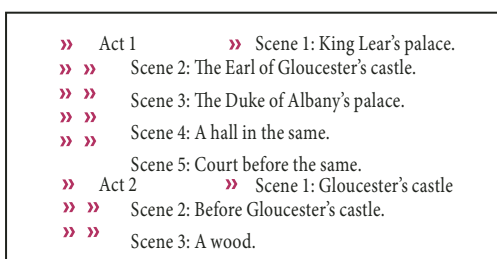 » Act 1 » Scene 1: King Lear's palace.
» » Scene 2: The Earl of Gloucester's castle.
» » Scene 3: The Duke of Albany's palace.
» »
» » Scene 4: A hall in the same.
Scene 5: Court before the same.
» Act 2 » Scene 1: Gloucester's castle
» » Scene 2: Before Gloucester's castle.
» » Scene 3: A wood.